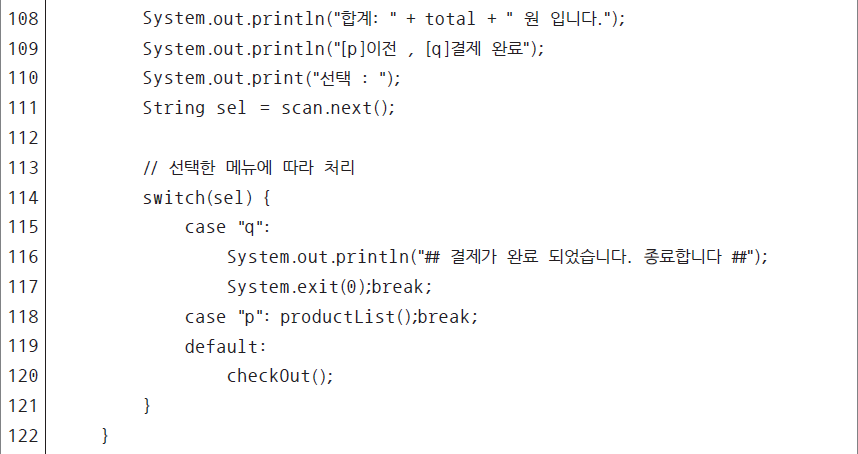 108 System.out.println("합계: " + total + " 원 입니다.");
109 System.out.println("[p]이전 , [q]결제 완료");
110 System.out.print("선택 : ");
111 String sel = scan.next();
112
113 // 선택한 메뉴에 따라 처리
114 switch(sel) {
115 case "q":
116 System.out.println("## 결제가 완료 되었습니다. 종료합니다 ##");
117 System.exit(0);break;
118 case "p": productList();break;
119 default:
120 checkOut();
121 }
122 }